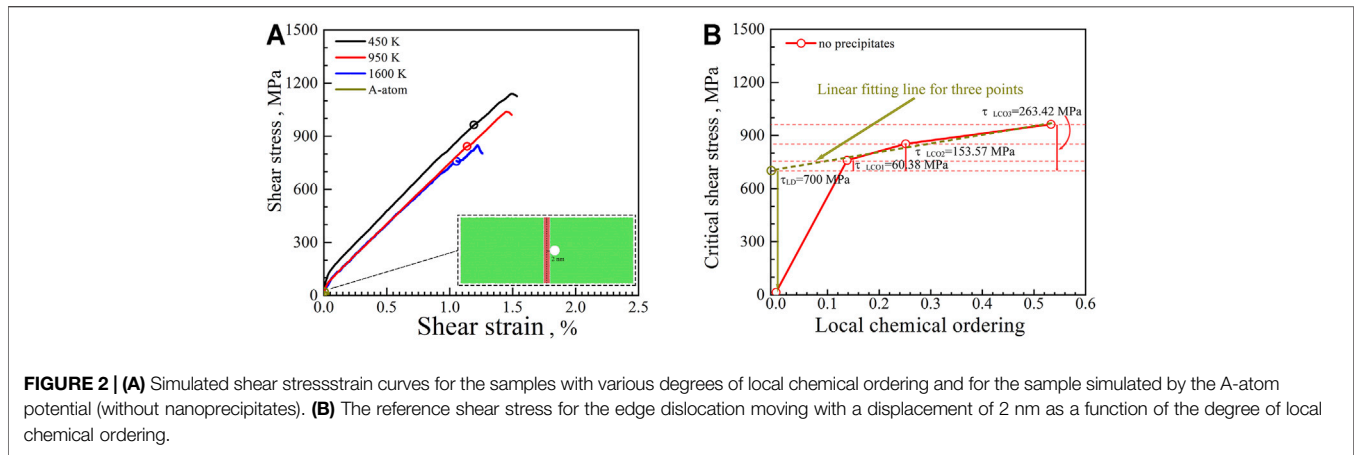 A
1500
1200
900
600
300
0
0.0 0.5 1.0 1.5 2.0 2.5
Shear stress , MPa
Shear strain , %
450 K
950 K
1600 K
A-atom
2 nm
B
1500
1200
900
600
300
0
0.0 0.1 0.2 0.3 0.4 0.5 0.6
Critical shear stress , MPa
Local chemical ordering
no precipitates
Linear fitting line for three points
τ LCO3=263.42 MPa
τ LCO2=153.57 MPa
τ LCO1=60.38 MPa
τLD=700 MPa
FIGURE 2 | (A) Simulated shear stressstrain curves for the samples with various degrees of local chemical ordering and for the sample simulated by the A-atom
potential (without nanoprecipitates). (B) The reference shear stress for the edge dislocation moving with a displacement of 2 nm as a function of the degree of local
chemical ordering.